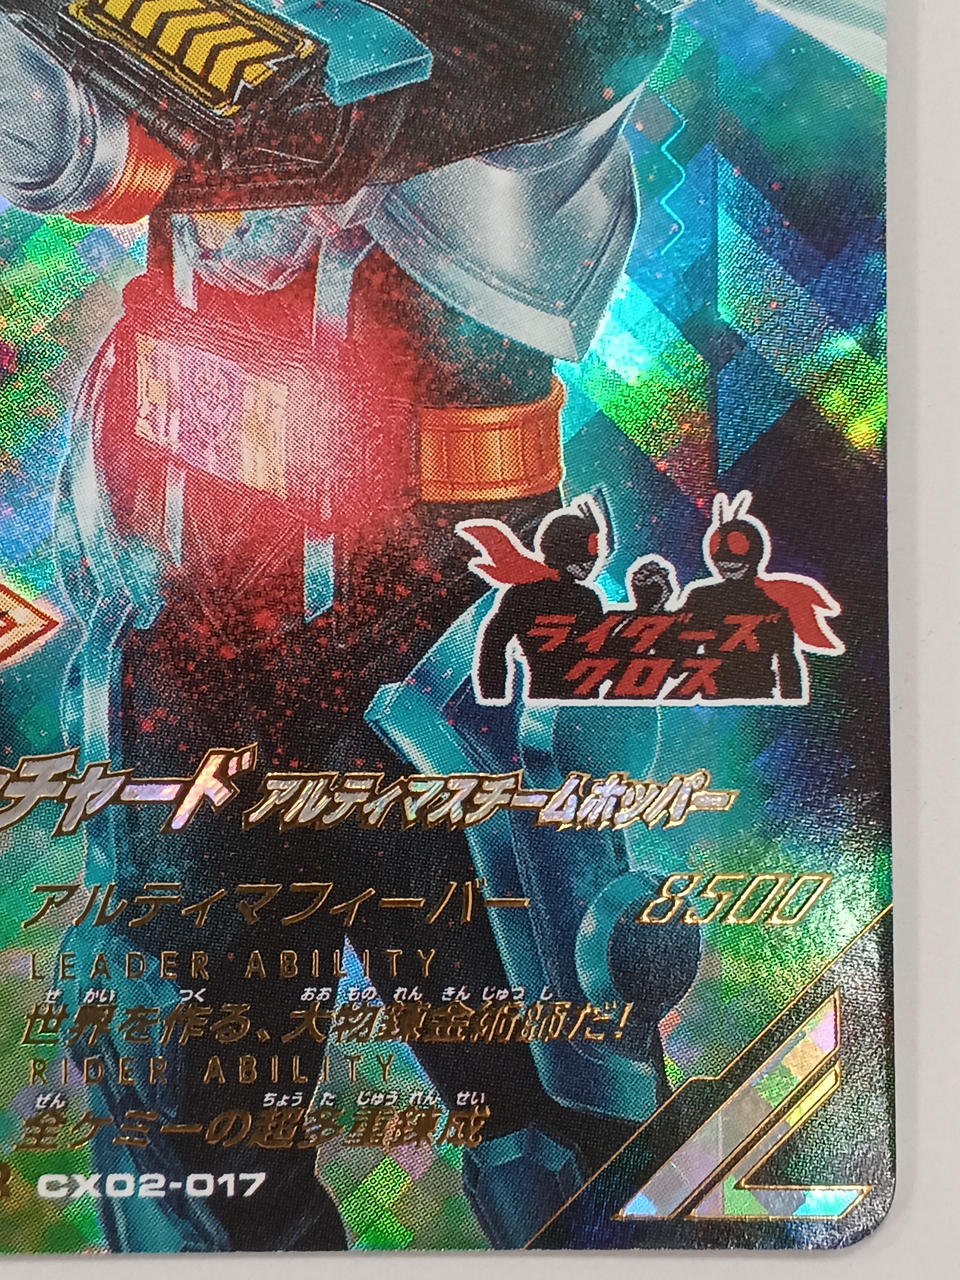 ライダーズ
クロス
ッチャード アルティマスチームホッパー
アルティマフィーバー 8500
LEADER ABILITY
せ かい つく おお もの れん きん じゅつ し
世界を作る、大物錬金術師だ!
RIDER ABILITY
ぜん ちょう た じゅう れん せい
全ケミーの超多重錬成
R CX02-017